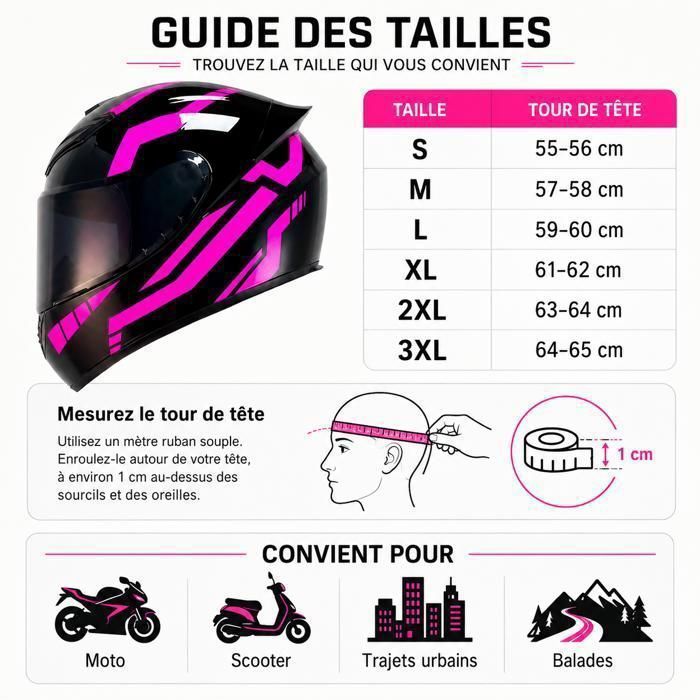 GUIDE DES TAILLES
TROUVEZ LA TAILLE QUI VOUS CONVIENT
TAILLE TOUR DE TÊTE
S 55–56 cm
M 57–58 cm
L 59–60 cm
XL 61–62 cm
2XL 63–64 cm
3XL 64–65 cm
Mesurez le tour de tête
Utilisez un mètre ruban souple.
Enroulez-le autour de votre tête,
à environ 1 cm au-dessus des
sourcils et des oreilles.
1 cm
CONVIENT POUR
Moto
Scooter
Trajets urbains
Balades